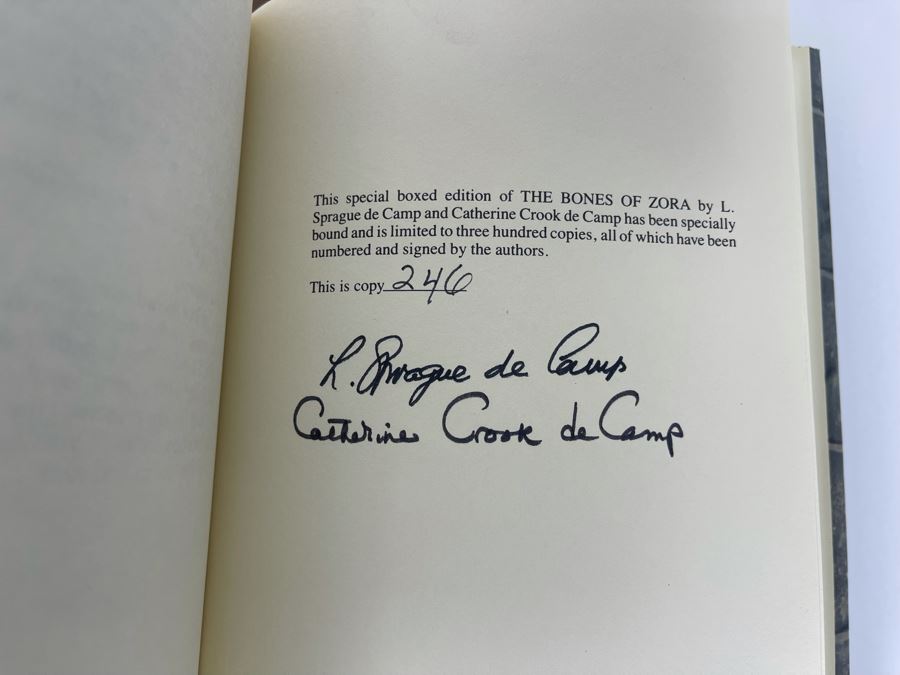 This special boxed edition of THE BONES OF ZORA by L.
Sprague de Camp and Catherine Crook de Camp has been specially
bound and is limited to three hundred copies, all of which have been
numbered and signed by the authors.
This is copy 246
L. Sprague de Camp
Catherine Crook de Camp